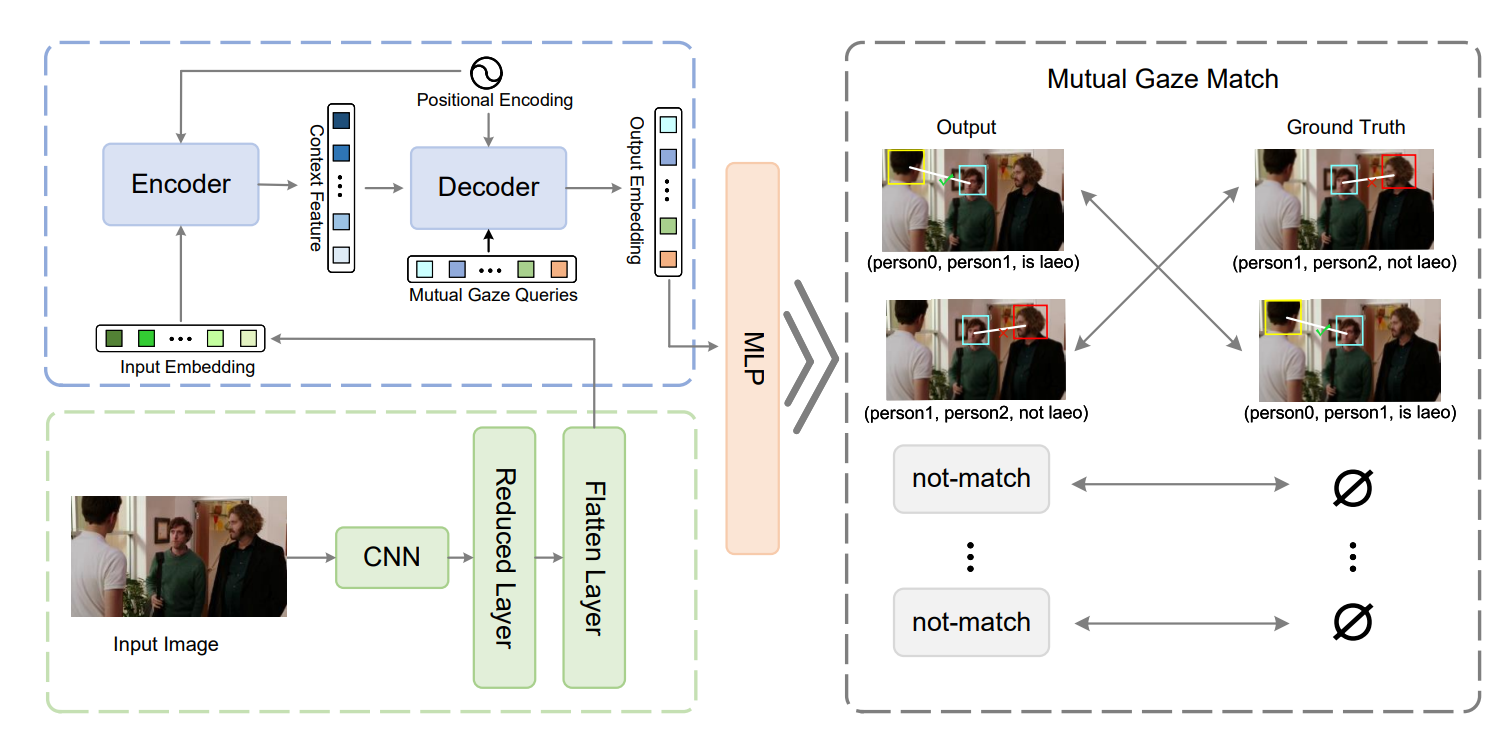 Positional Encoding
Encoder
Context Feature
Decoder
Output Embedding
Mutual Gaze Queries
Input Embedding
Input Image
CNN
Reduced Layer
Flatten Layer
MLP
Mutual Gaze Match
Output
Ground Truth
(person0, person1, is laeo)
(person1, person2, not laeo)
(person1, person2, not laeo)
(person0, person1, is laeo)
not-match
∅
not-match
∅